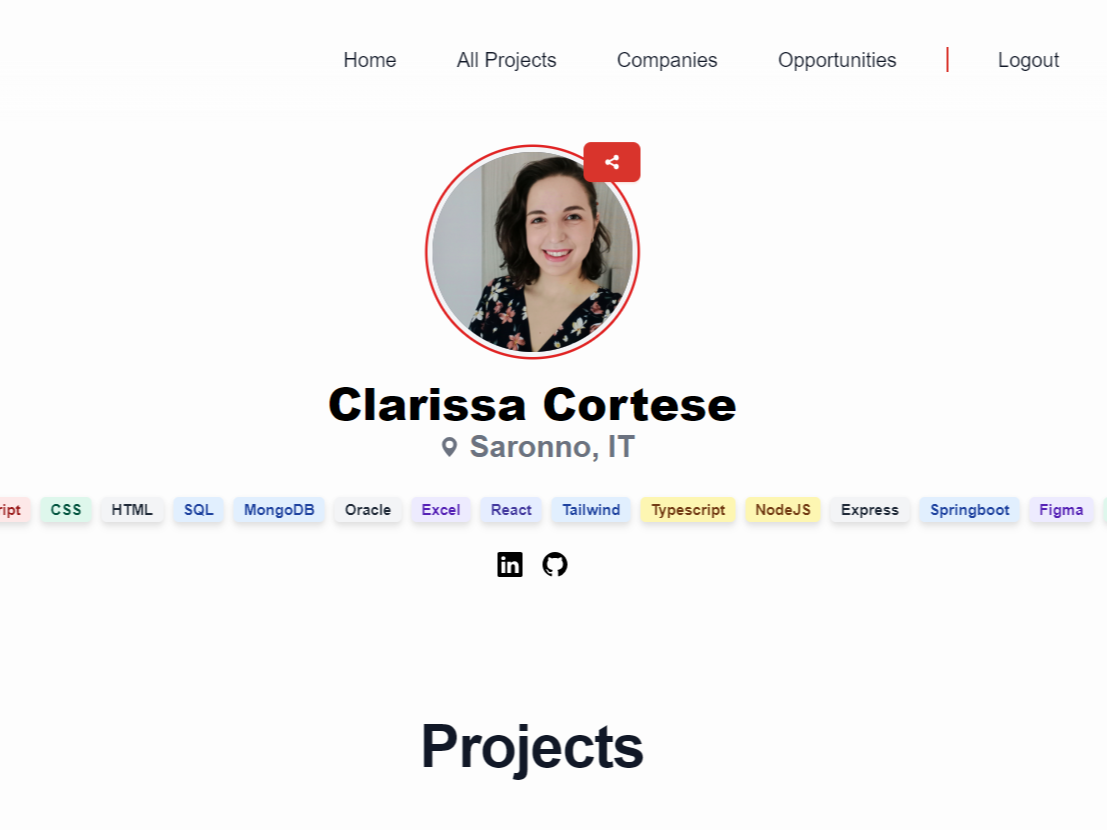 Home All Projects Companies Opportunities | Logout
Clarissa Cortese
Saronno, IT
ript CSS HTML SQL MongoDB Oracle Excel React Tailwind Typescript NodeJS Express Springboot Figma
in
Projects